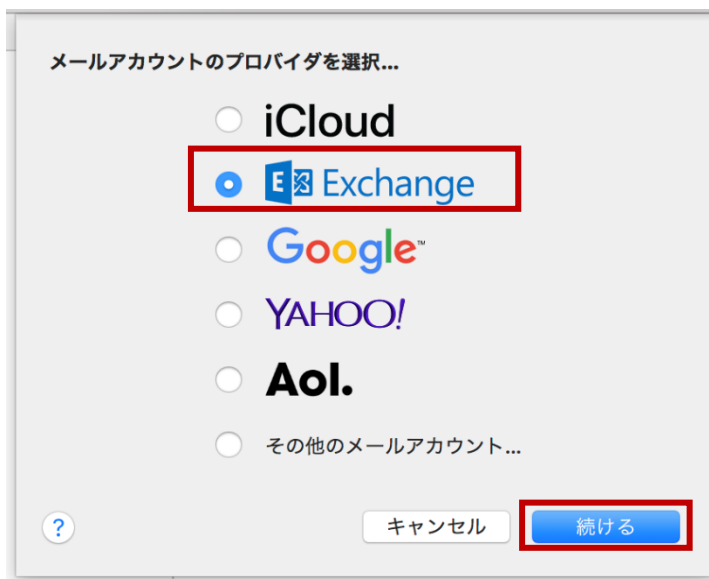 メールアカウントのプロバイダを選択...
iCloud
E Exchange
Google™
YAHOO!
Aol.
その他のメールアカウント...
? キャンセル 続ける